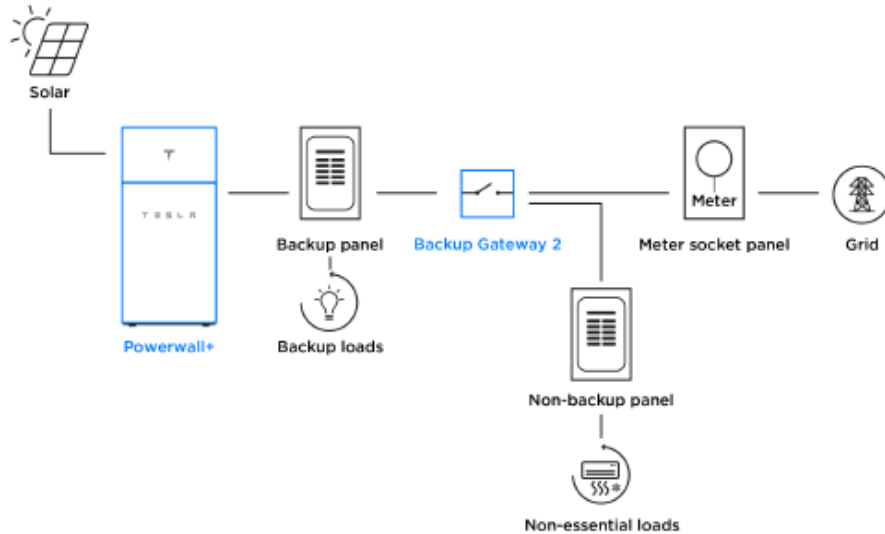 Solar
TESLA
Meter
Backup panel
Backup Gateway 2
Meter socket panel
Grid
Powerwall+
Backup loads
Non-backup panel
Non-essential loads